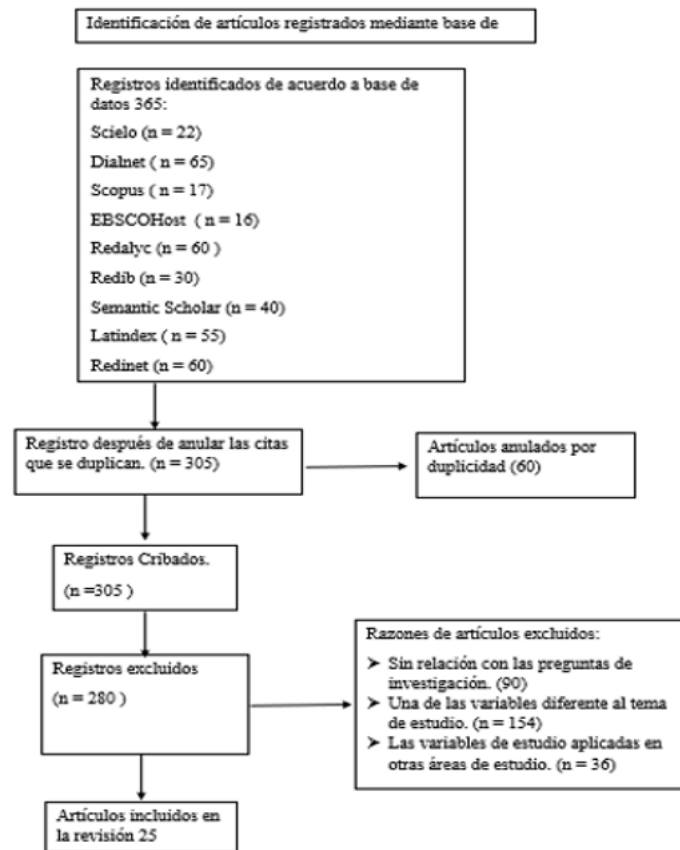 Identificación de artículos registrados mediante base de
Registros identificados de acuerdo a base de
datos 365:
Scielo (n = 22)
Dialnet ( n = 65)
Scopus ( n = 17)
EBSCOHost ( n = 16)
Redalyc (n = 60 )
Redib (n = 30)
Semantic Scholar (n = 40)
Latindex ( n = 55)
Redinet (n = 60)
Registro después de anular las citas
que se duplican. (n = 305)
Artículos anulados por
duplicidad (60)
Registros Cribados.
(n =305 )
Registros excluidos
(n = 280 )
Razones de artículos excluidos:
➤ Sin relación con las preguntas de
investigación. (90)
➤ Una de las variables diferente al tema
de estudio. (n = 154)
➤ Las variables de estudio aplicadas en
otras áreas de estudio. (n = 36)
Artículos incluidos en
la revisión 25